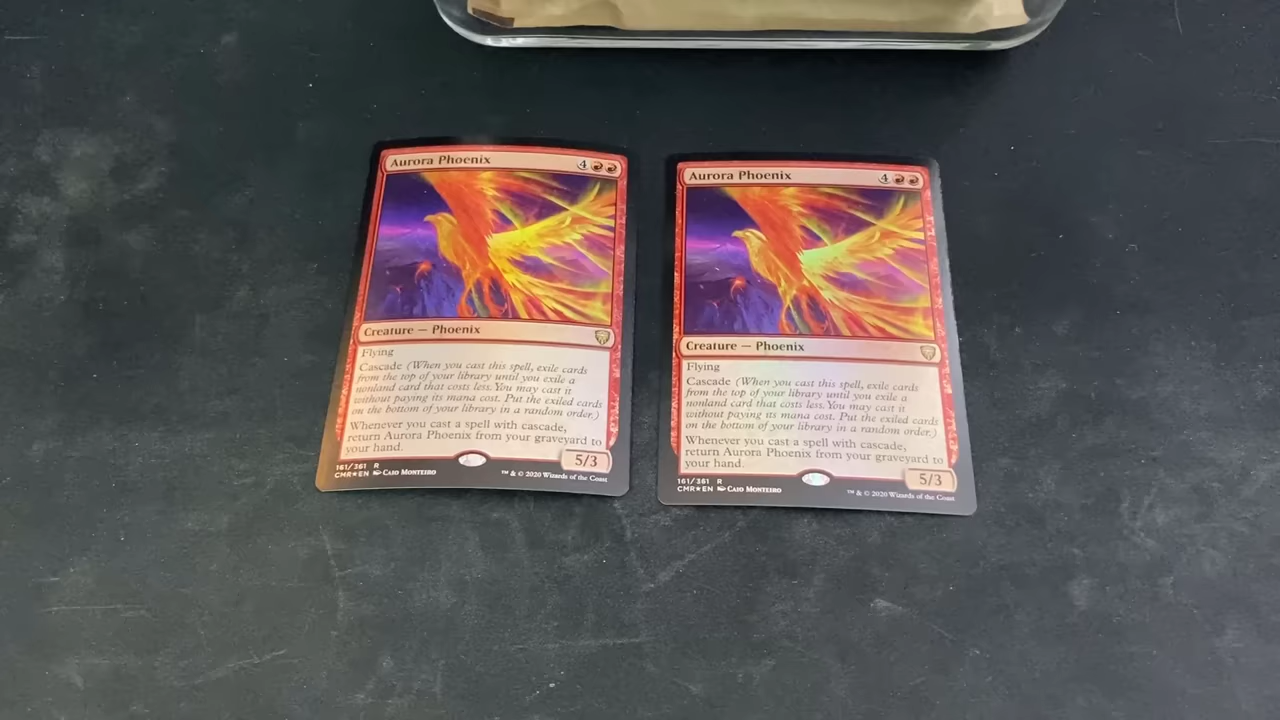 Aurora Phoenix 4
Creature — Phoenix
Flying
Cascade (When you cast this spell, exile cards
from the top of your library until you exile a
nonland card that costs less. You may cast it
without paying its mana cost. Put the exiled cards
on the bottom of your library in a random order.)
Whenever you cast a spell with cascade,
return Aurora Phoenix from your graveyard to
your hand.
5/3
161/361 R
CMR★EN Caio Monteiro
™ & © 2020 Wizards of the Coast
Aurora Phoenix 4
Creature — Phoenix
Flying
Cascade (When you cast this spell, exile cards
from the top of your library until you exile a
nonland card that costs less. You may cast it
without paying its mana cost. Put the exiled cards
on the bottom of your library in a random order.)
Whenever you cast a spell with cascade,
return Aurora Phoenix from your graveyard to
your hand.
5/3
161/361 R
CMR★EN Caio Monteiro
™ & © 2020 Wizards of the Coast